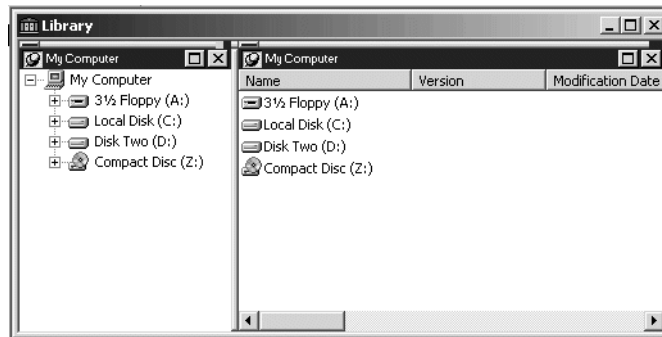 Library
My Computer
My Computer
3½ Floppy (A:)
Local Disk (C:)
Disk Two (D:)
Compact Disc (Z:)
My Computer
Name Version Modification Date
3½ Floppy (A:)
Local Disk (C:)
Disk Two (D:)
Compact Disc (Z:)